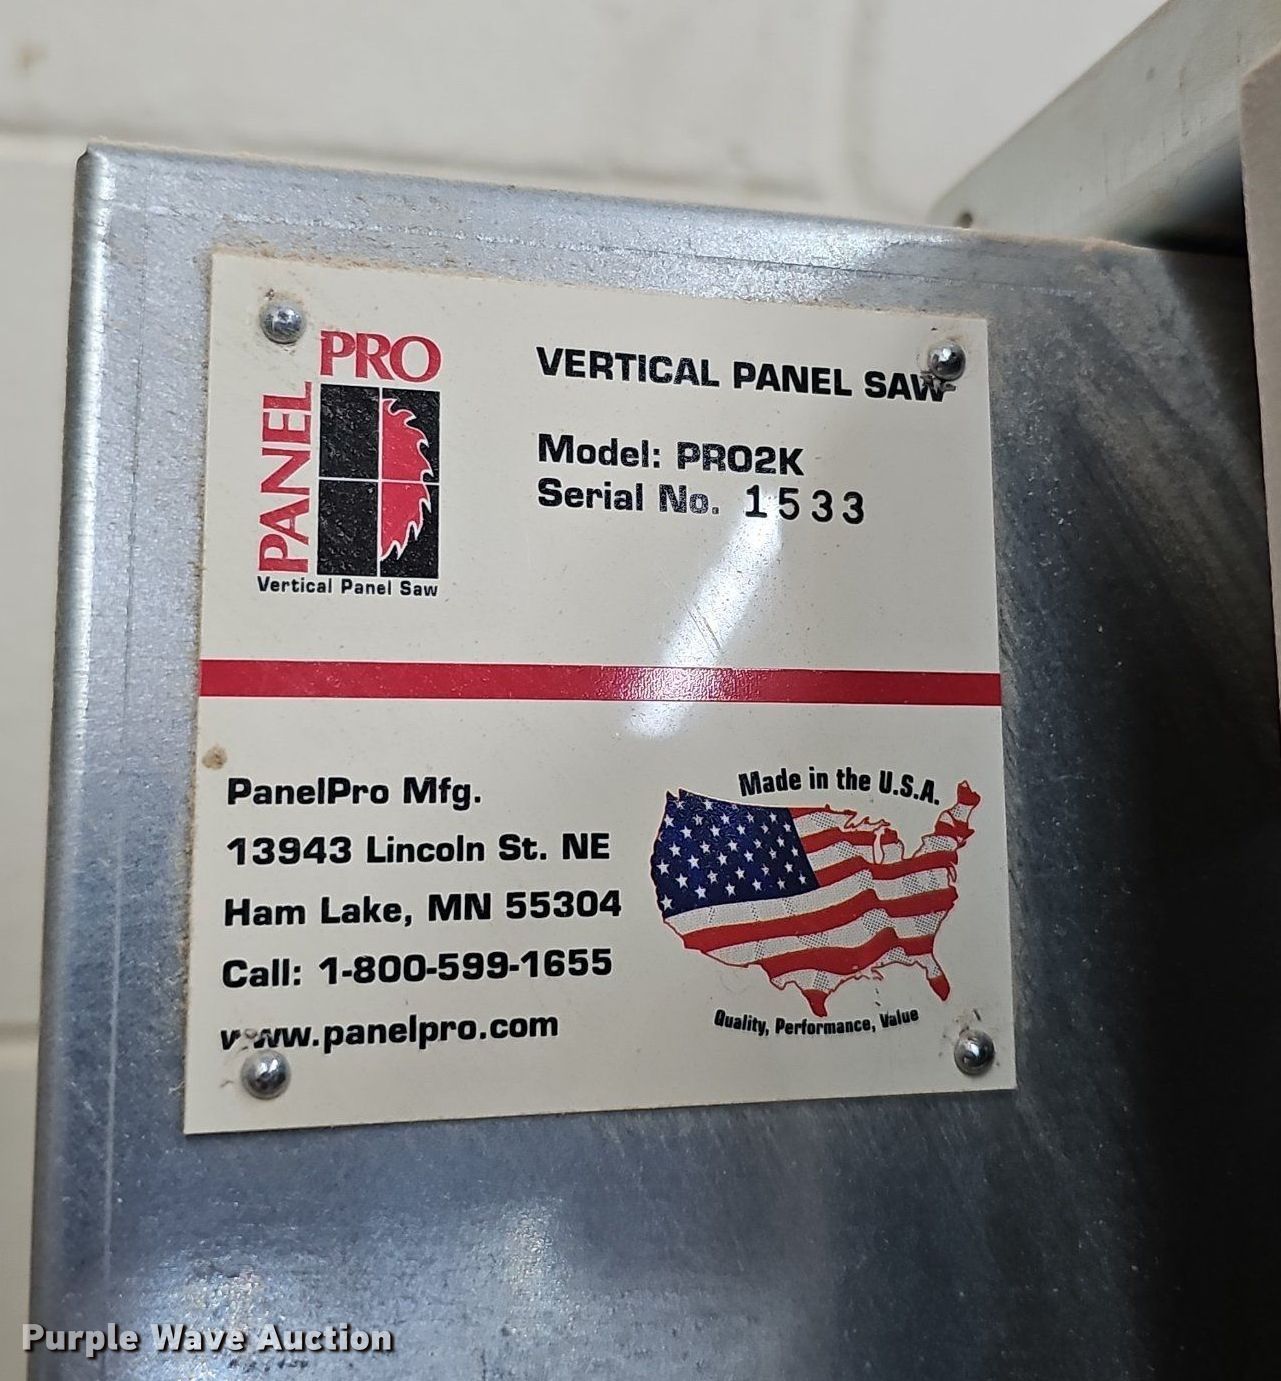 PANEL
PRO
Vertical Panel Saw
VERTICAL PANEL SAW
Model: PRO2K
Serial No. 1533
PanelPro Mfg.
13943 Lincoln St. NE
Ham Lake, MN 55304
Call: 1-800-599-1655
www.panelpro.com
Made in the U.S.A.
Quality, Performance, Value
Purple Wave Auction